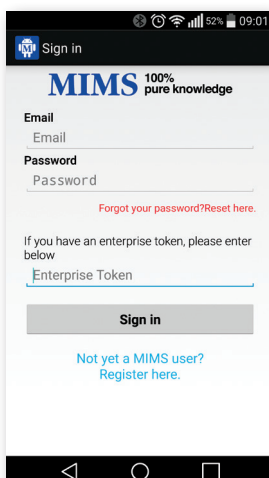 52% 09:01
Sign in
MIMS 100%
pure knowledge
Email
Email
Password
Password
Forgot your password?Reset here.
If you have an enterprise token, please enter
below
Enterprise Token
Sign in
Not yet a MIMS user?
Register here.